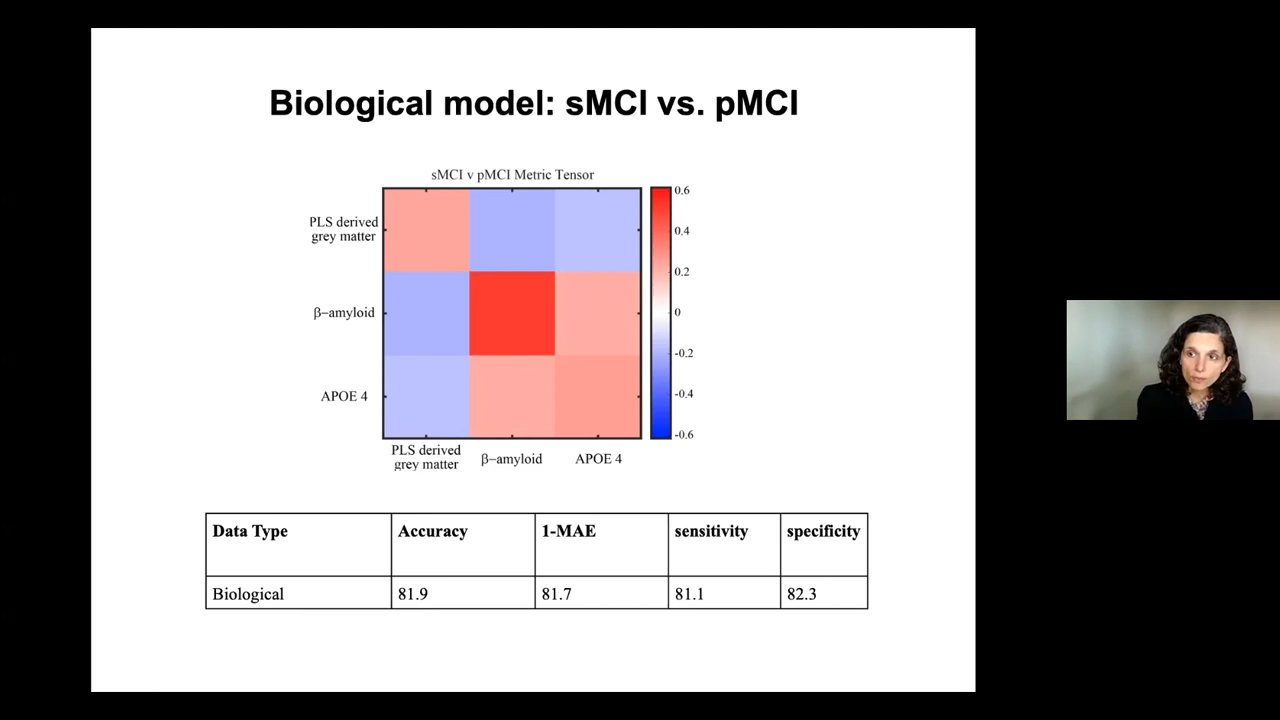 Biological model: sMCI vs. pMCI
sMCI v pMCI Metric Tensor
PLS derived
grey matter
β−amyloid
APOE 4
0.6
0.4
0.2
0
-0.2
-0.4
-0.6
PLS derived
grey matter
β−amyloid
APOE 4
Data Type Accuracy 1-MAE sensitivity specificity
Biological 81.9 81.7 81.1 82.3